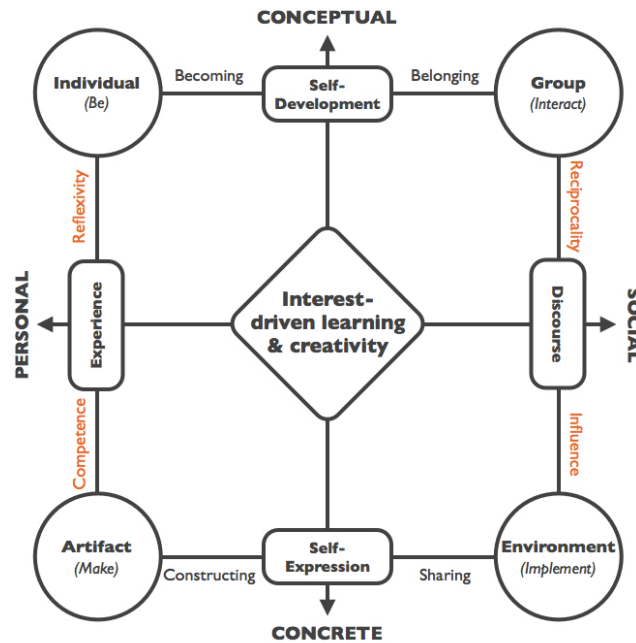 CONCEPTUAL
Individual
(Be)
Becoming
Self-
Development
Belonging
Group
(Interact)
Reflexivity
Reciprocality
PERSONAL
Experience
Interest-
driven learning
& creativity
Discourse
SOCIAL
Competence
Influence
Artifact
(Make)
Constructing
Self-
Expression
Sharing
Environment
(Implement)
CONCRETE